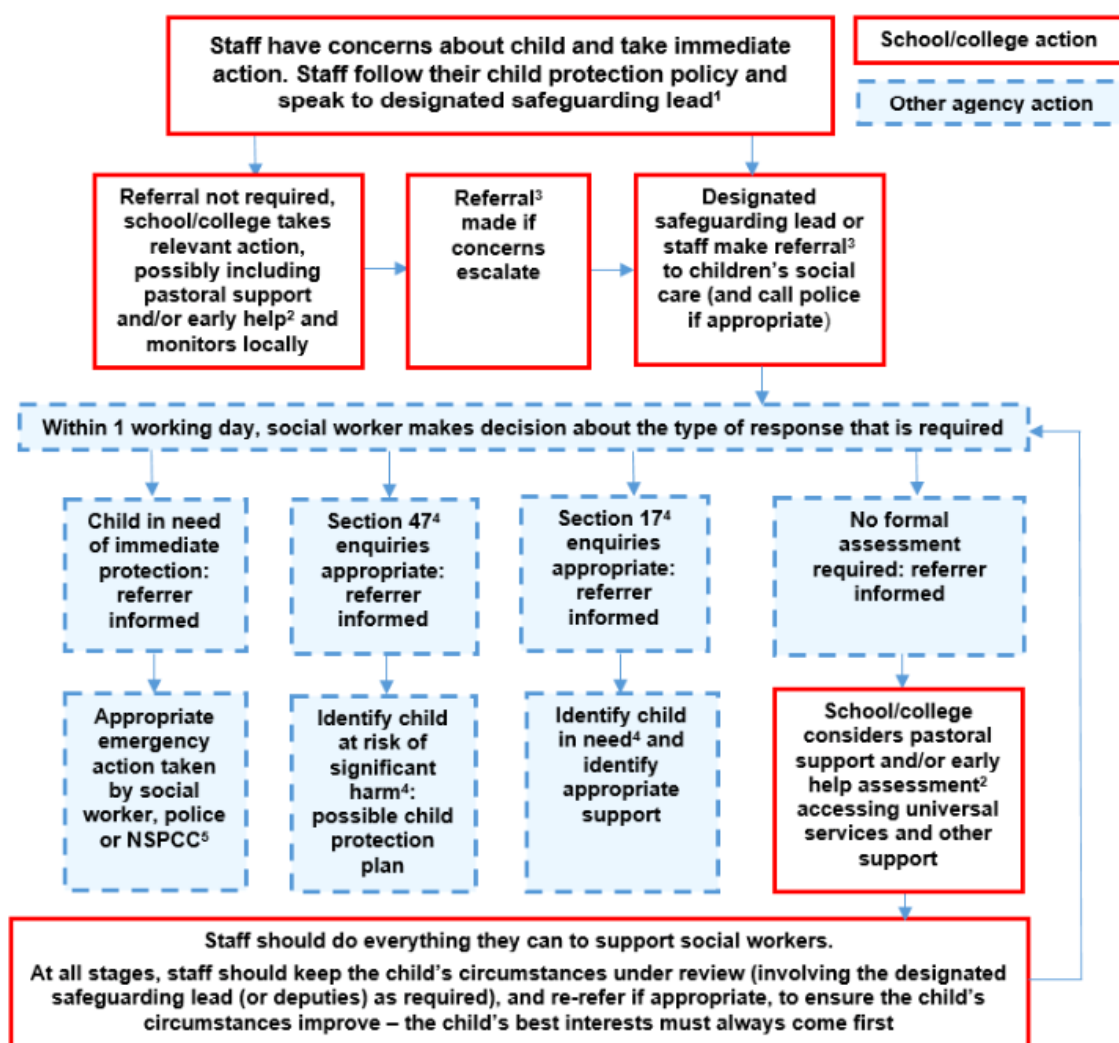 Staff have concerns about child and take immediate
action. Staff follow their child protection policy and
speak to designated safeguarding lead¹
School/college action
Other agency action
Referral not required,
school/college takes
relevant action,
possibly including
pastoral support
and/or early help² and
monitors locally
Referral³
made if
concerns
escalate
Designated
safeguarding lead or
staff make referral³
to children's social
care (and call police
if appropriate)
Within 1 working day, social worker makes decision about the type of response that is required
Child in need
of immediate
protection:
referrer
informed
Section 47⁴
enquiries
appropriate:
referrer
informed
Section 17⁴
enquiries
appropriate:
referrer
informed
No formal
assessment
required: referrer
informed
Appropriate
emergency
action taken
by social
worker, police
or NSPCC⁵
Identify child
at risk of
significant
harm⁴:
possible child
protection
plan
Identify child
in need⁴ and
identify
appropriate
support
School/college
considers pastoral
support and/or early
help assessment²
accessing universal
services and other
support
Staff should do everything they can to support social workers.
At all stages, staff should keep the child's circumstances under review (involving the designated
safeguarding lead (or deputies) as required), and re-refer if appropriate, to ensure the child's
circumstances improve – the child's best interests must always come first